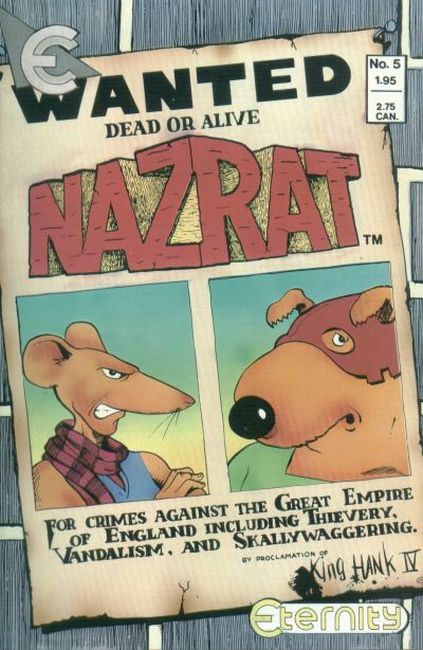 e
WANTED
No. 5
1.95
2.75
CAN.
DEAD OR ALIVE
NAZRAT
TM
FOR CRIMES AGAINST THE GREAT EMPIRE
OF ENGLAND INCLUDING THIEVERY,
VANDALISM, AND SKALLYWAGGERING.
BY PROCLAMATION OF
King HANK IV
eternity